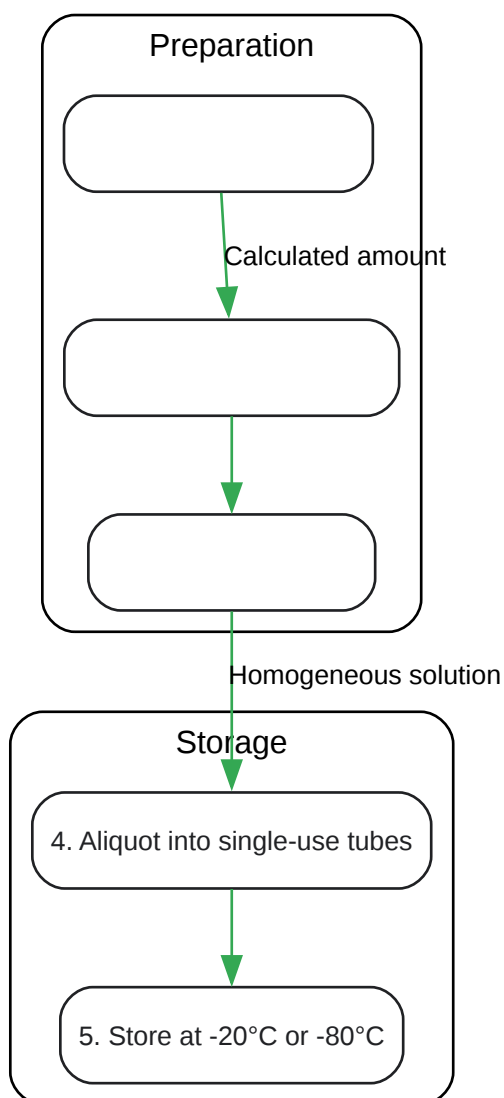 Preparation
Calculated amount
Homogeneous solution
Storage
4. Aliquot into single-use tubes
5. Store at -20°C or -80°C